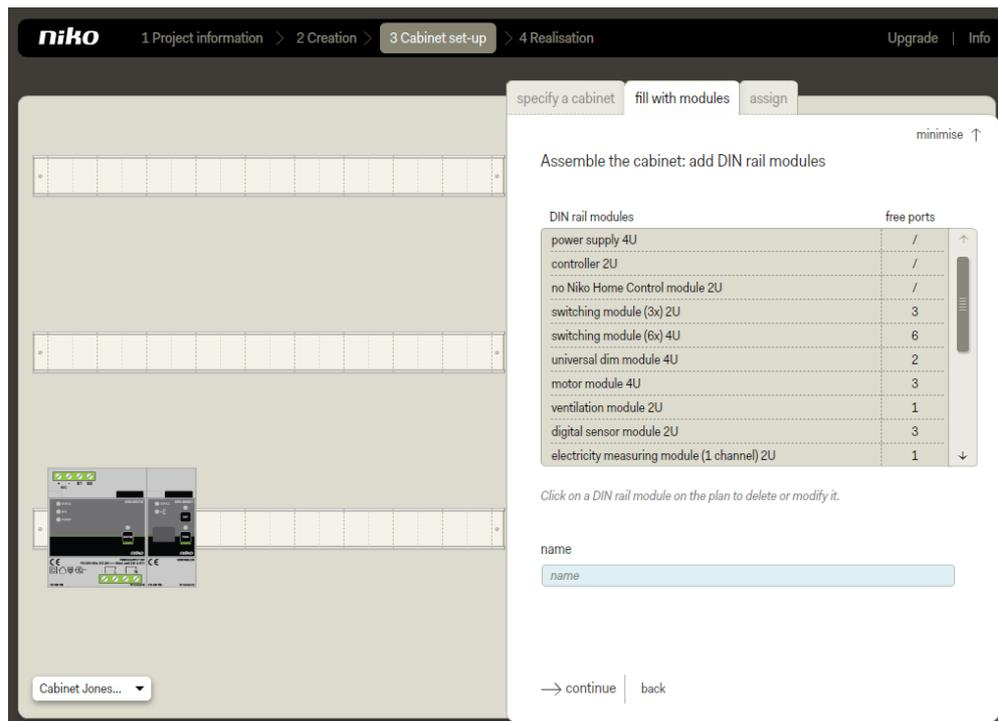 niko 1 Project information > 2 Creation > 3 Cabinet set-up > 4 Realisation Upgrade | Info
specify a cabinet fill with modules assign
minimise ↑
Assemble the cabinet: add DIN rail modules
DIN rail modules free ports
power supply 4U /
controller 2U /
no Niko Home Control module 2U /
switching module (3x) 2U 3
switching module (6x) 4U 6
universal dim module 4U 2
motor module 4U 3
ventilation module 2U 1
digital sensor module 2U 3
electricity measuring module (1 channel) 2U 1
Click on a DIN rail module on the plan to delete or modify it.
name
name
CE CE
Cabinet Jones...
→ continue | back